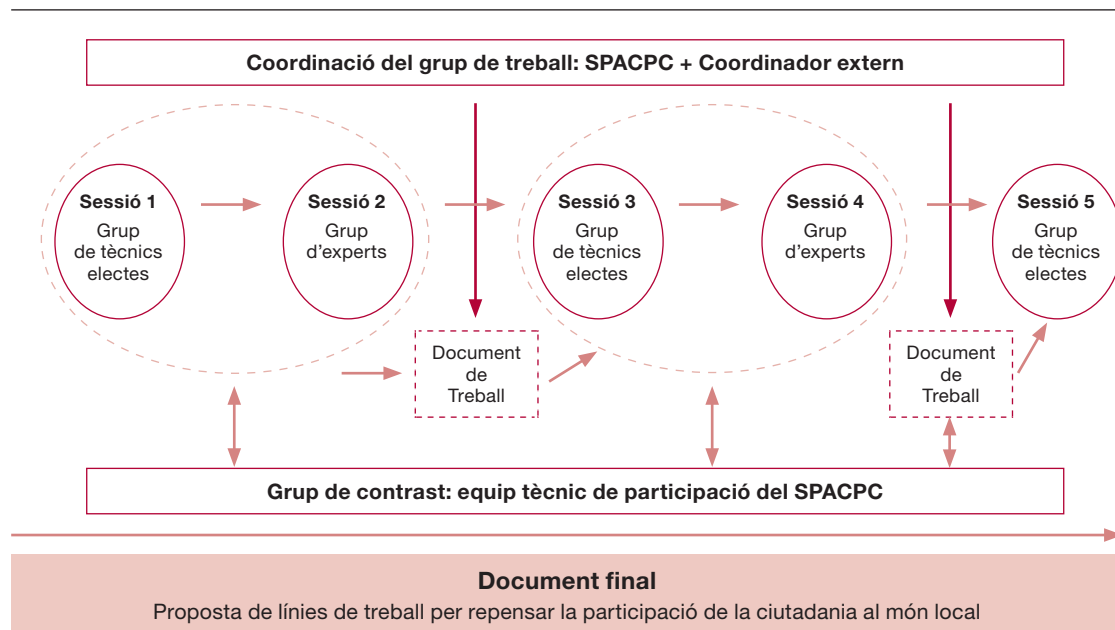 Coordinació del grup de treball: SPACPC + Coordinador extern
Sessió 1
Grup
de tècnics
electes
Sessió 2
Grup
d'experts
Sessió 3
Grup
de tècnics
electes
Sessió 4
Grup
d'experts
Sessió 5
Grup
de tècnics
electes
Document
de
Treball
Document
de
Treball
Grup de contrast: equip tècnic de participació del SPACPC
Document final
Proposta de línies de treball per repensar la participació de la ciutadania al món local